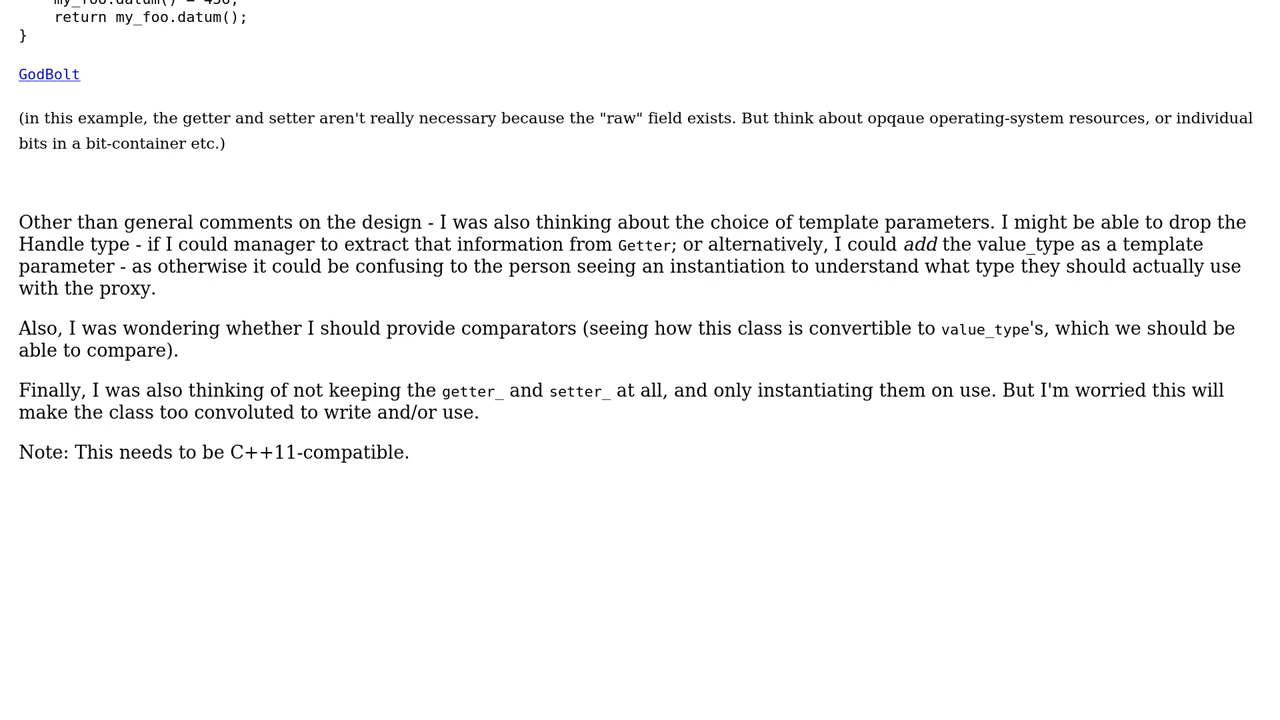 my_foo.datum() = 456;
return my_foo.datum();
}
GodBolt
(in this example, the getter and setter aren't really necessary because the "raw" field exists. But think about opqaue operating-system resources, or individual
bits in a bit-container etc.)
Other than general comments on the design - I was also thinking about the choice of template parameters. I might be able to drop the
Handle type - if I could manager to extract that information from Getter; or alternatively, I could add the value_type as a template
parameter - as otherwise it could be confusing to the person seeing an instantiation to understand what type they should actually use
with the proxy.
Also, I was wondering whether I should provide comparators (seeing how this class is convertible to value_type's, which we should be
able to compare).
Finally, I was also thinking of not keeping the getter_ and setter_ at all, and only instantiating them on use. But I'm worried this will
make the class too convoluted to write and/or use.
Note: This needs to be C++11-compatible.